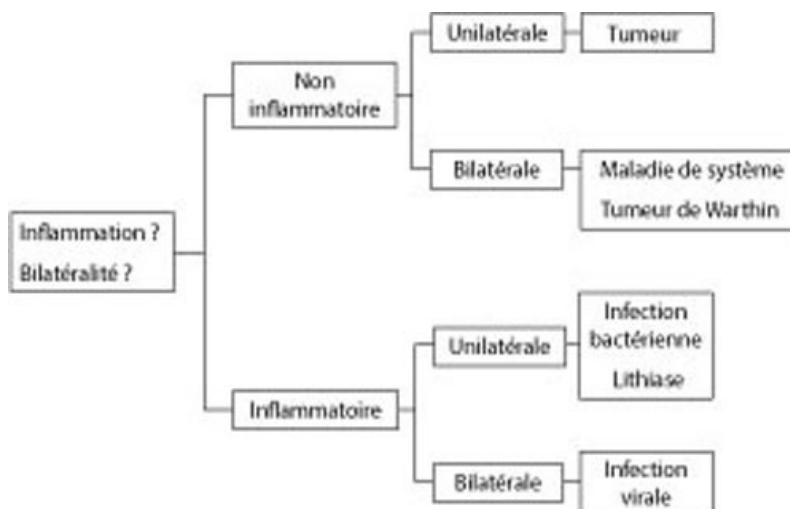 Unilatérale
Tumeur
Non
inflammatoire
Bilatérale
Maladie de système
Tumeur de Warthin
Inflammation ?
Bilatéralité ?
Infection
bactérienne
Lithiase
Unilatérale
Inflammatoire
Bilatérale
Infection
virale